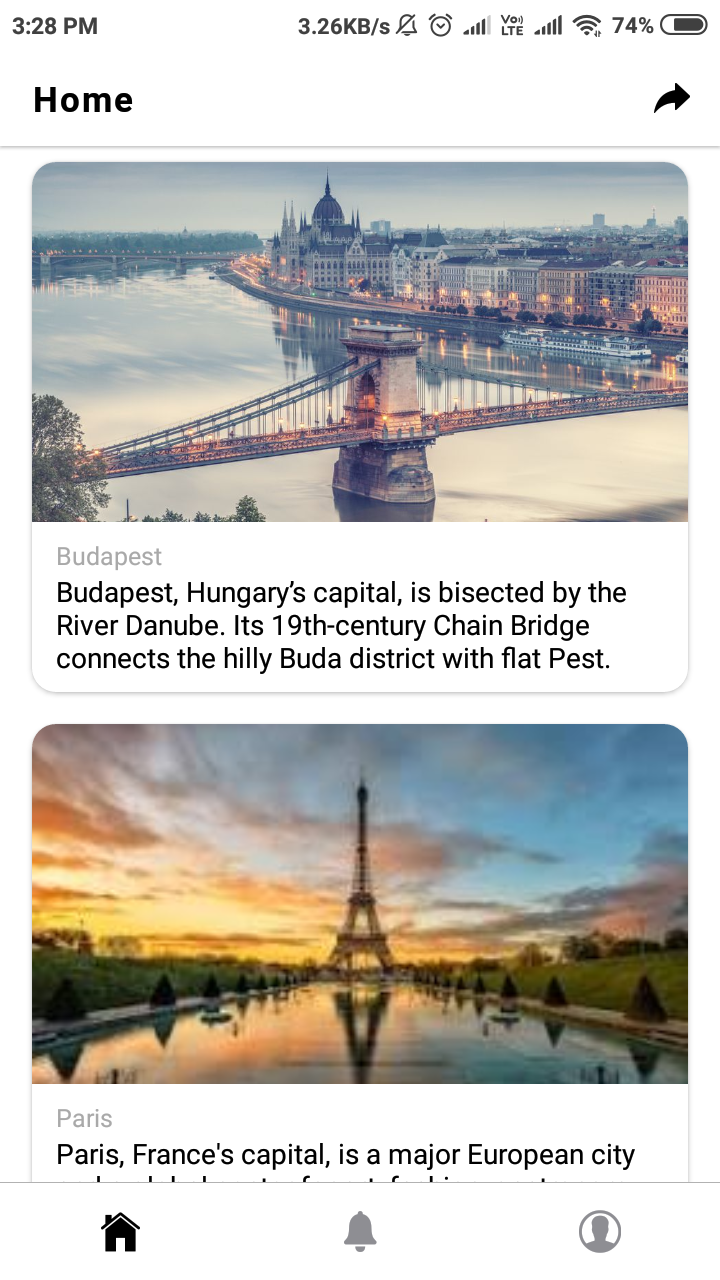 3:28 PM 3.26KB/s Vo) LTE 74%
Home
Budapest
Budapest, Hungary’s capital, is bisected by the
River Danube. Its 19th-century Chain Bridge
connects the hilly Buda district with flat Pest.
Paris
Paris, France's capital, is a major European city